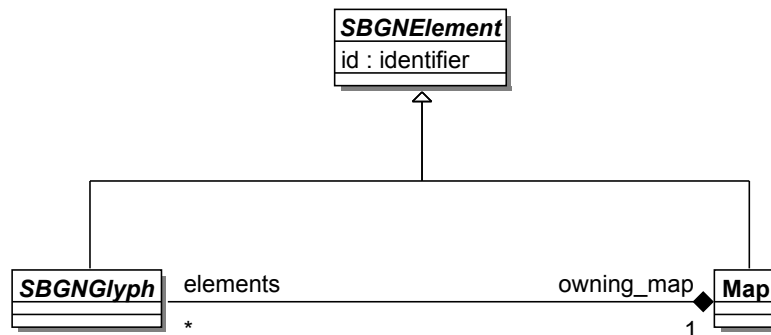 SBGNElement
id : identifier
SBGNGlyph
elements
owning_map
Map
*
1